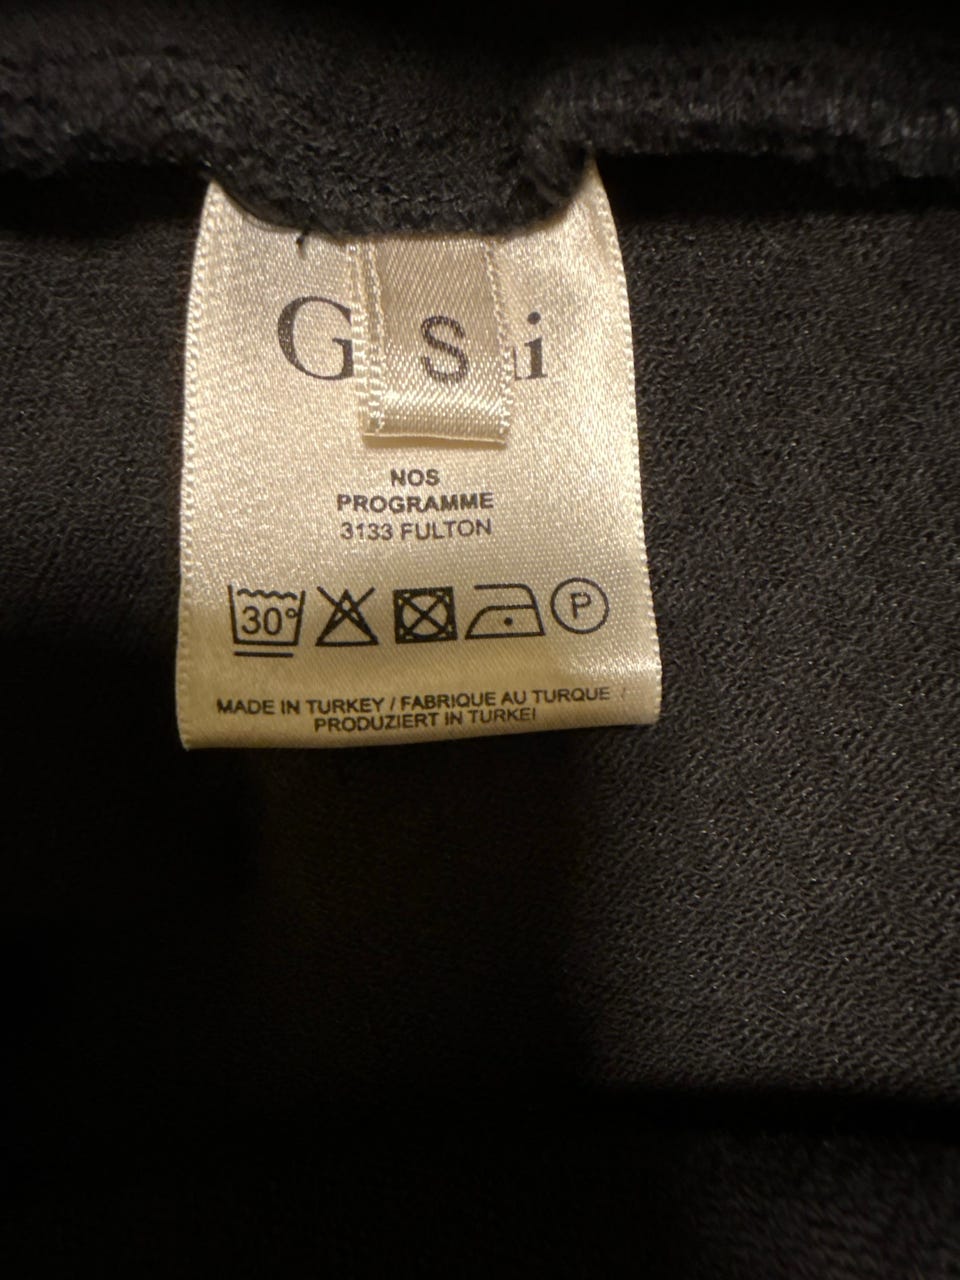 S
NOS
PROGRAMME
3133 FULTON
30°
P
MADE IN TURKEY / FABRIQUE AU TURQUE /
PRODUZIERT IN TURKEI